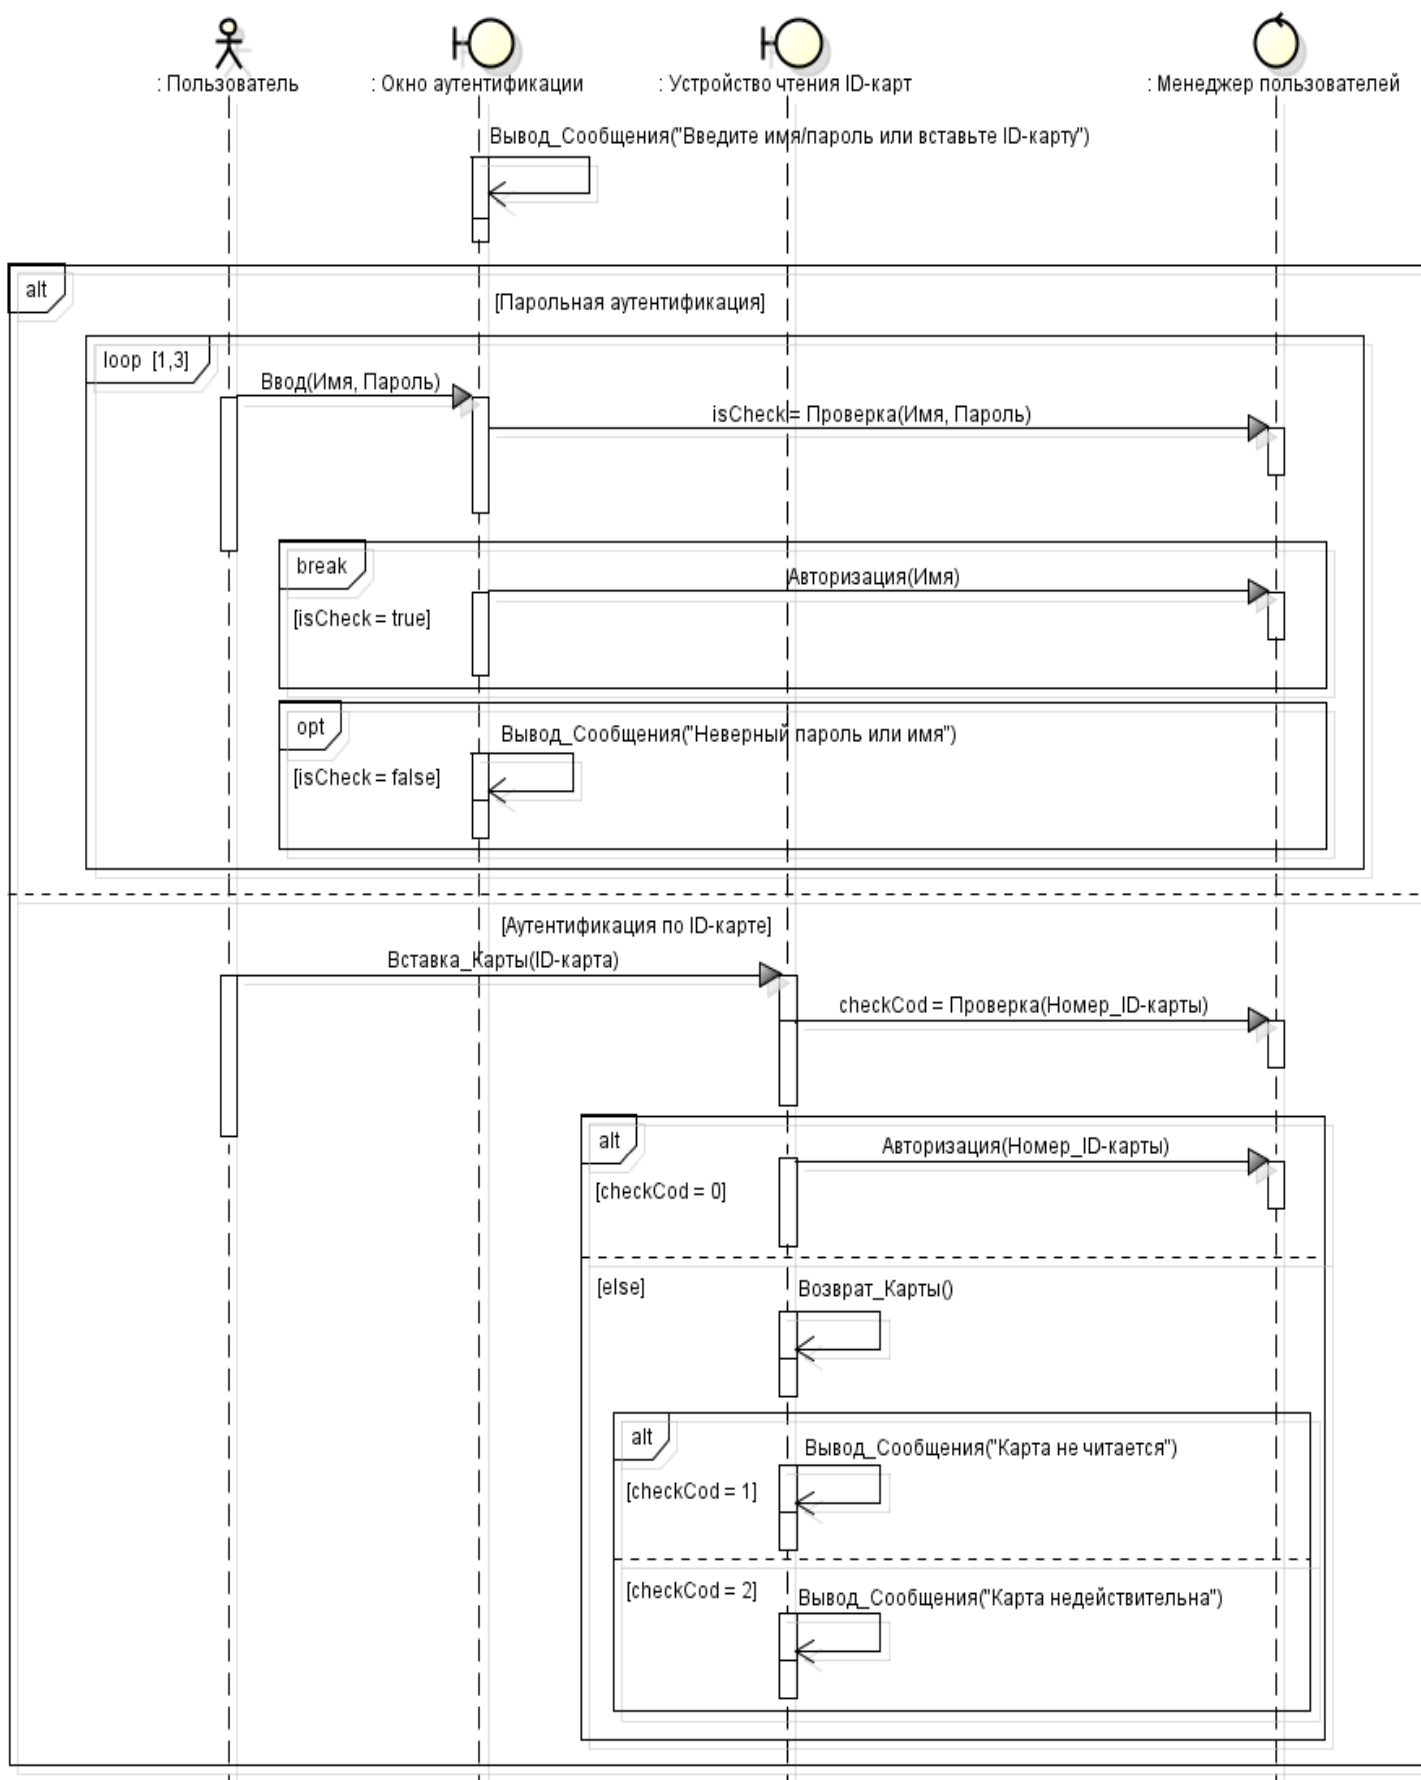 : Пользователь
: Окно аутентификации
: Устройство чтения ID-карт
: Менеджер пользователей
Вывод_Сообщения("Введите имя/пароль или вставьте ID-карту")
alt
[Парольная аутентификация]
loop [1,3]
Ввод(Имя, Пароль)
isCheck = Проверка(Имя, Пароль)
break
Авторизация(Имя)
[isCheck = true]
opt
Вывод_Сообщения("Неверный пароль или имя")
[isCheck = false]
[Аутентификация по ID-карте]
Вставка_Карты(ID-карта)
checkCod = Проверка(Номер_ID-карты)
alt
Авторизация(Номер_ID-карты)
[checkCod = 0]
[else]
Возврат_Карты()
alt
Вывод_Сообщения("Карта не читается")
[checkCod = 1]
[checkCod = 2]
Вывод_Сообщения("Карта недействительна")